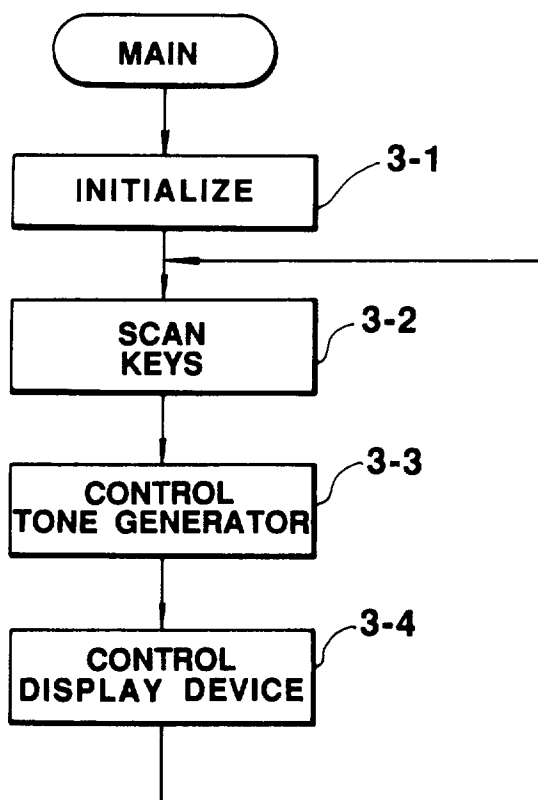 MAIN
INITIALIZE
3-1
SCAN
KEYS
3-2
CONTROL
TONE GENERATOR
3-3
CONTROL
DISPLAY DEVICE
3-4